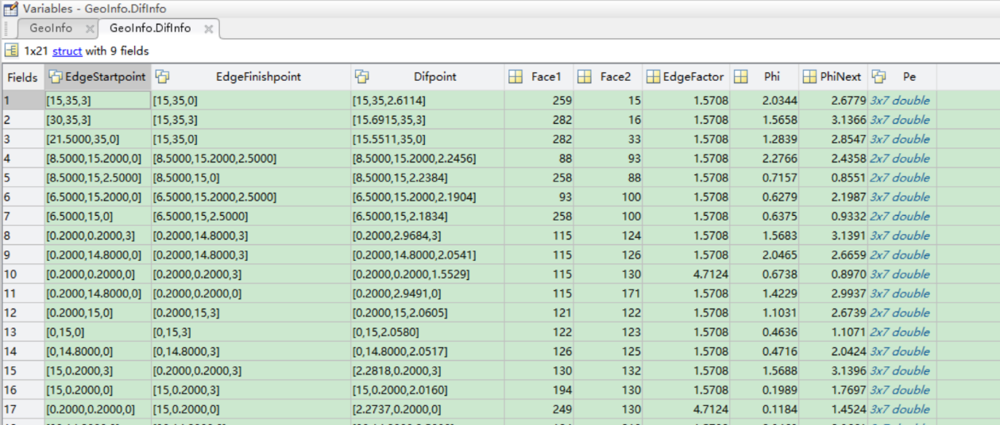 Variables - GeoInfo.DifInfo
GeoInfo GeoInfo.DifInfo
1x21 struct with 9 fields
Fields EdgeStartpoint EdgeFinishpoint Difpoint Face1 Face2 EdgeFactor Phi PhiNext Pe
1 [15,35,3] [15,35,0] [15,35,2.6114] 259 15 1.5708 2.0344 2.6779 3x7 double
2 [30,35,3] [15,35,3] [15.6915,35,3] 282 16 1.5708 1.5658 3.1366 3x7 double
3 [21.5000,35,0] [15,35,0] [15.5511,35,0] 282 33 1.5708 1.2839 2.8547 3x7 double
4 [8.5000,15.2000,0] [8.5000,15.2000,2.5000] [8.5000,15.2000,2.2456] 88 93 1.5708 2.2766 2.4358 2x7 double
5 [8.5000,15,2.5000] [8.5000,15,0] [8.5000,15,2.2384] 258 88 1.5708 0.7157 0.8551 2x7 double
6 [6.5000,15.2000,0] [6.5000,15.2000,2.5000] [6.5000,15.2000,2.1904] 93 100 1.5708 0.6279 2.1987 3x7 double
7 [6.5000,15,0] [6.5000,15,2.5000] [6.5000,15,2.1834] 258 100 1.5708 0.6375 0.9332 2x7 double
8 [0.2000,0.2000,3] [0.2000,14.8000,3] [0.2000,2.9684,3] 115 124 1.5708 1.5683 3.1391 3x7 double
9 [0.2000,14.8000,0] [0.2000,14.8000,3] [0.2000,14.8000,2.0541] 115 126 1.5708 2.0465 2.6659 2x7 double
10 [0.2000,0.2000,0] [0.2000,0.2000,3] [0.2000,0.2000,1.5529] 115 130 4.7124 0.6738 0.8970 3x7 double
11 [0.2000,14.8000,0] [0.2000,0.2000,0] [0.2000,2.9491,0] 115 171 1.5708 1.4229 2.9937 3x7 double
12 [0.2000,15,0] [0.2000,15,3] [0.2000,15,2.0605] 121 122 1.5708 1.1031 2.6739 2x7 double
13 [0,15,0] [0,15,3] [0,15,2.0580] 122 123 1.5708 0.4636 1.1071 2x7 double
14 [0,14.8000,0] [0,14.8000,3] [0,14.8000,2.0517] 126 125 1.5708 0.4716 2.0424 3x7 double
15 [15,0.2000,3] [0.2000,0.2000,3] [2.2818,0.2000,3] 130 132 1.5708 1.5688 3.1396 3x7 double
16 [15,0.2000,0] [15,0.2000,3] [15,0.2000,2.0160] 194 130 1.5708 0.1989 1.7697 3x7 double
17 [0.2000,0.2000,0] [15,0.2000,0] [2.2737,0.2000,0] 249 130 4.7124 0.1184 1.4524 3x7 double